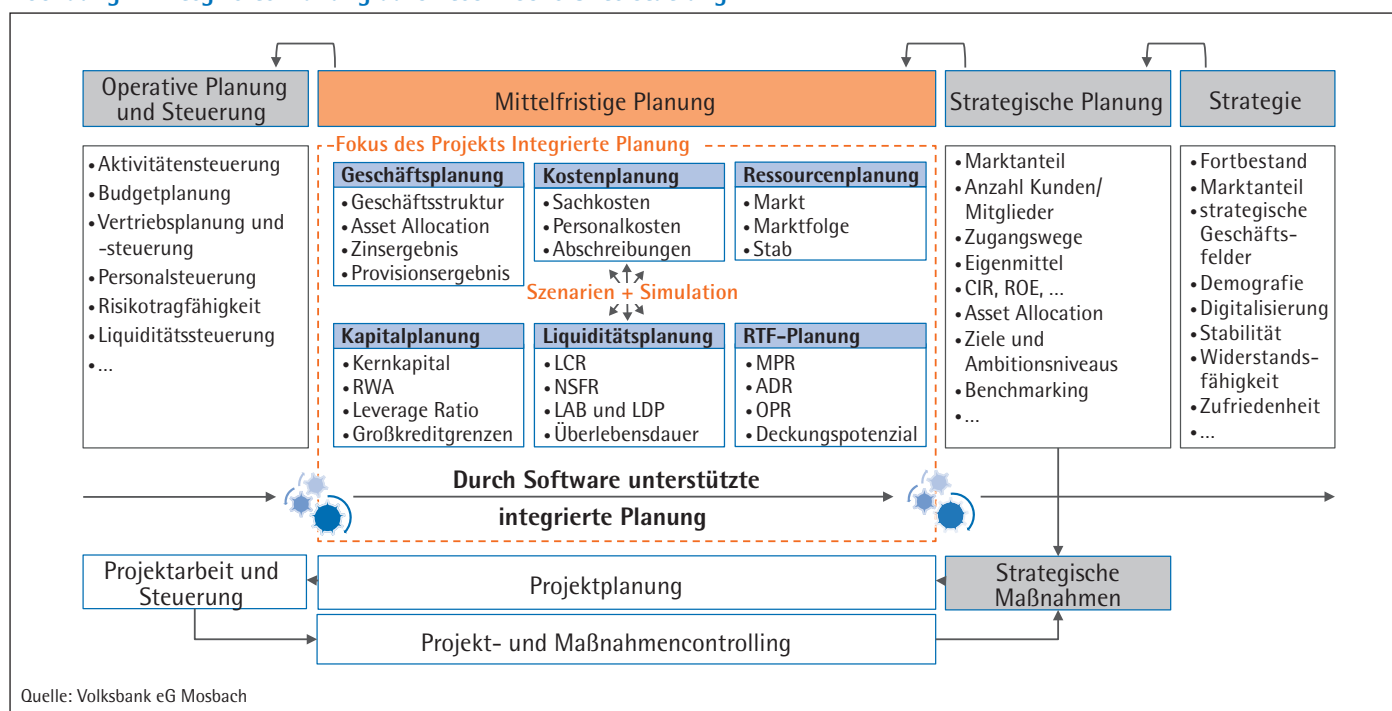 Operative Planung
und Steuerung
Mittelfristige Planung
Strategische Planung
Strategie
• Aktivitätensteuerung
• Budgetplanung
• Vertriebsplanung und
-steuerung
• Personalsteuerung
• Risikotragfähigkeit
• Liquiditätssteuerung
• ...
Fokus des Projekts Integrierte Planung
Geschäftsplanung
• Geschäftsstruktur
• Asset Allocation
• Zinsergebnis
• Provisionsergebnis
Kostenplanung
• Sachkosten
• Personalkosten
• Abschreibungen
Ressourcenplanung
• Markt
• Marktfolge
• Stab
Szenarien + Simulation
Kapitalplanung
• Kernkapital
• RWA
• Leverage Ratio
• Großkreditgrenzen
Liquiditätsplanung
• LCR
• NSFR
• LAB und LDP
• Überlebensdauer
RTF-Planung
• MPR
• ADR
• OPR
• Deckungspotenzial
• Marktanteil
• Anzahl Kunden/
Mitglieder
• Zugangswege
• Eigenmittel
• CIR, ROE, ...
• Asset Allocation
• Ziele und
Ambitionsniveaus
• Benchmarking
• ...
• Fortbestand
• Marktanteil
• strategische
Geschäfts-
felder
• Demografie
• Digitalisierung
• Stabilität
• Widerstands-
fähigkeit
• Zufriedenheit
• ...
Durch Software unterstützte
integrierte Planung
Projektarbeit und
Steuerung
Projektplanung
Strategische
Maßnahmen
Projekt- und Maßnahmencontrolling
Quelle: Volksbank eG Mosbach